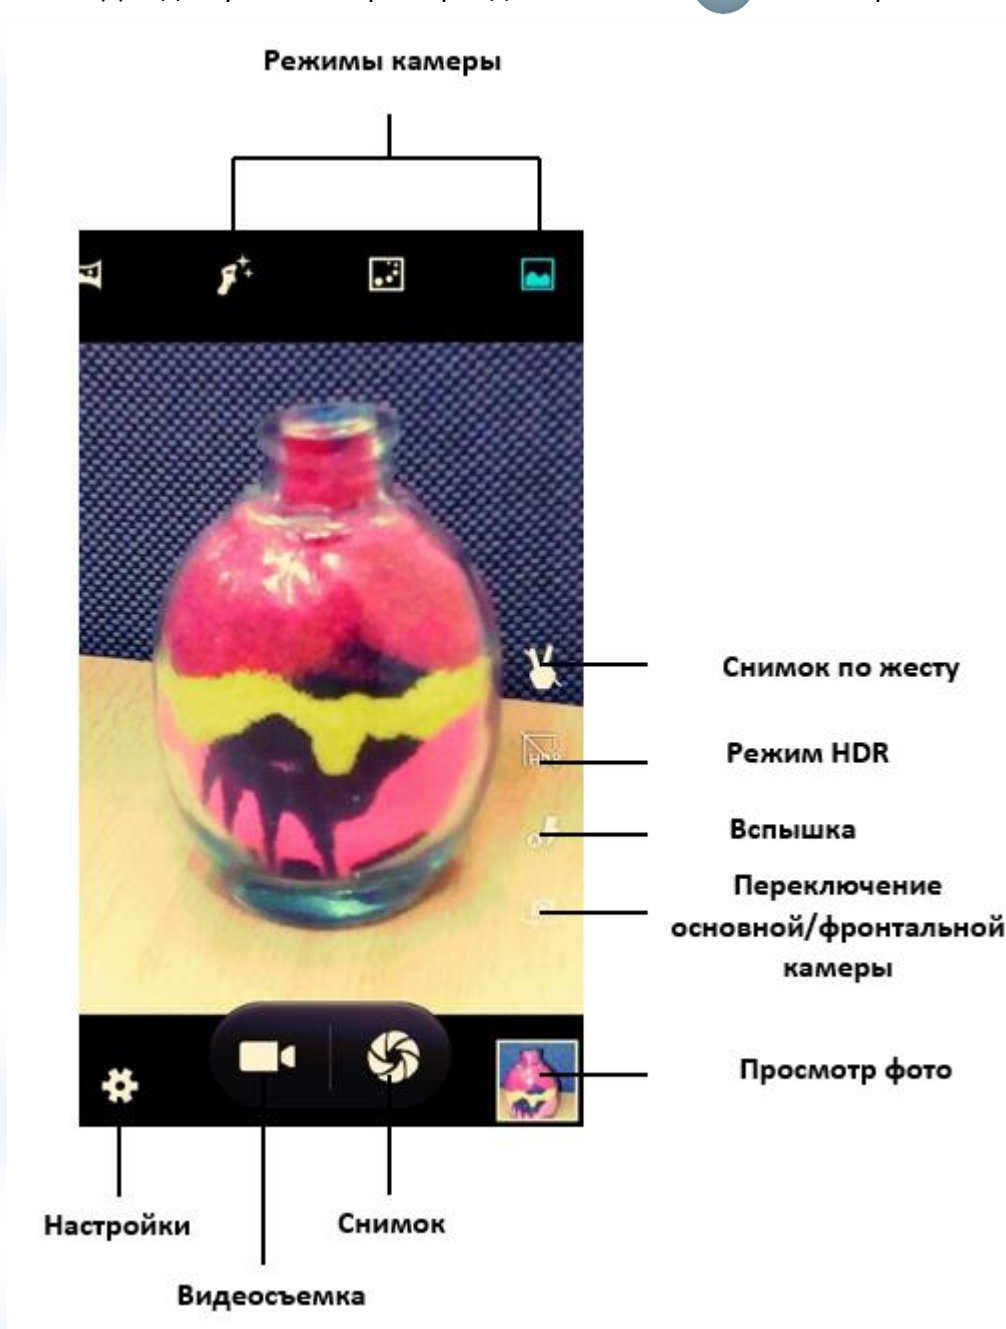 Режимы камеры
Снимок по жесту
Режим HDR
Вспышка
Переключение
основной/фронтальной
камеры
Просмотр фото
Настройки
Снимок
Видеосъемка